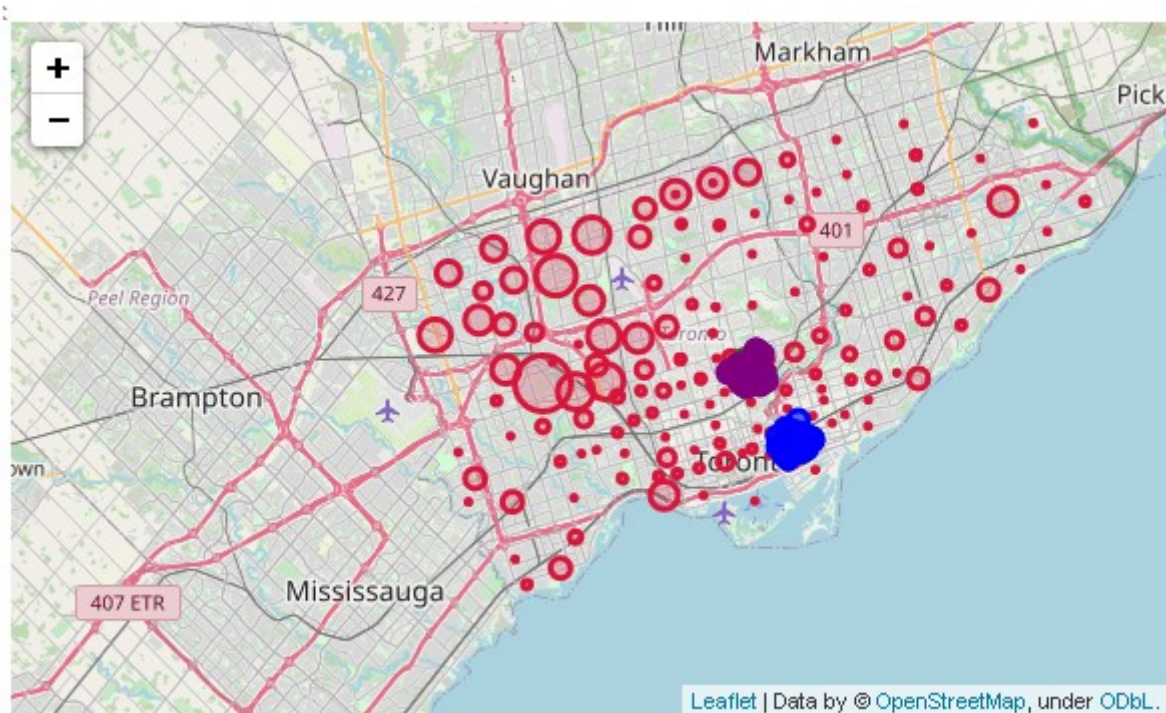 +
−
Markham
Pick
Vaughan
401
427
Peel Region
Toronto
Brampton
own
Toront
Mississauga
407 ETR
Leaflet | Data by © OpenStreetMap, under ODbL.